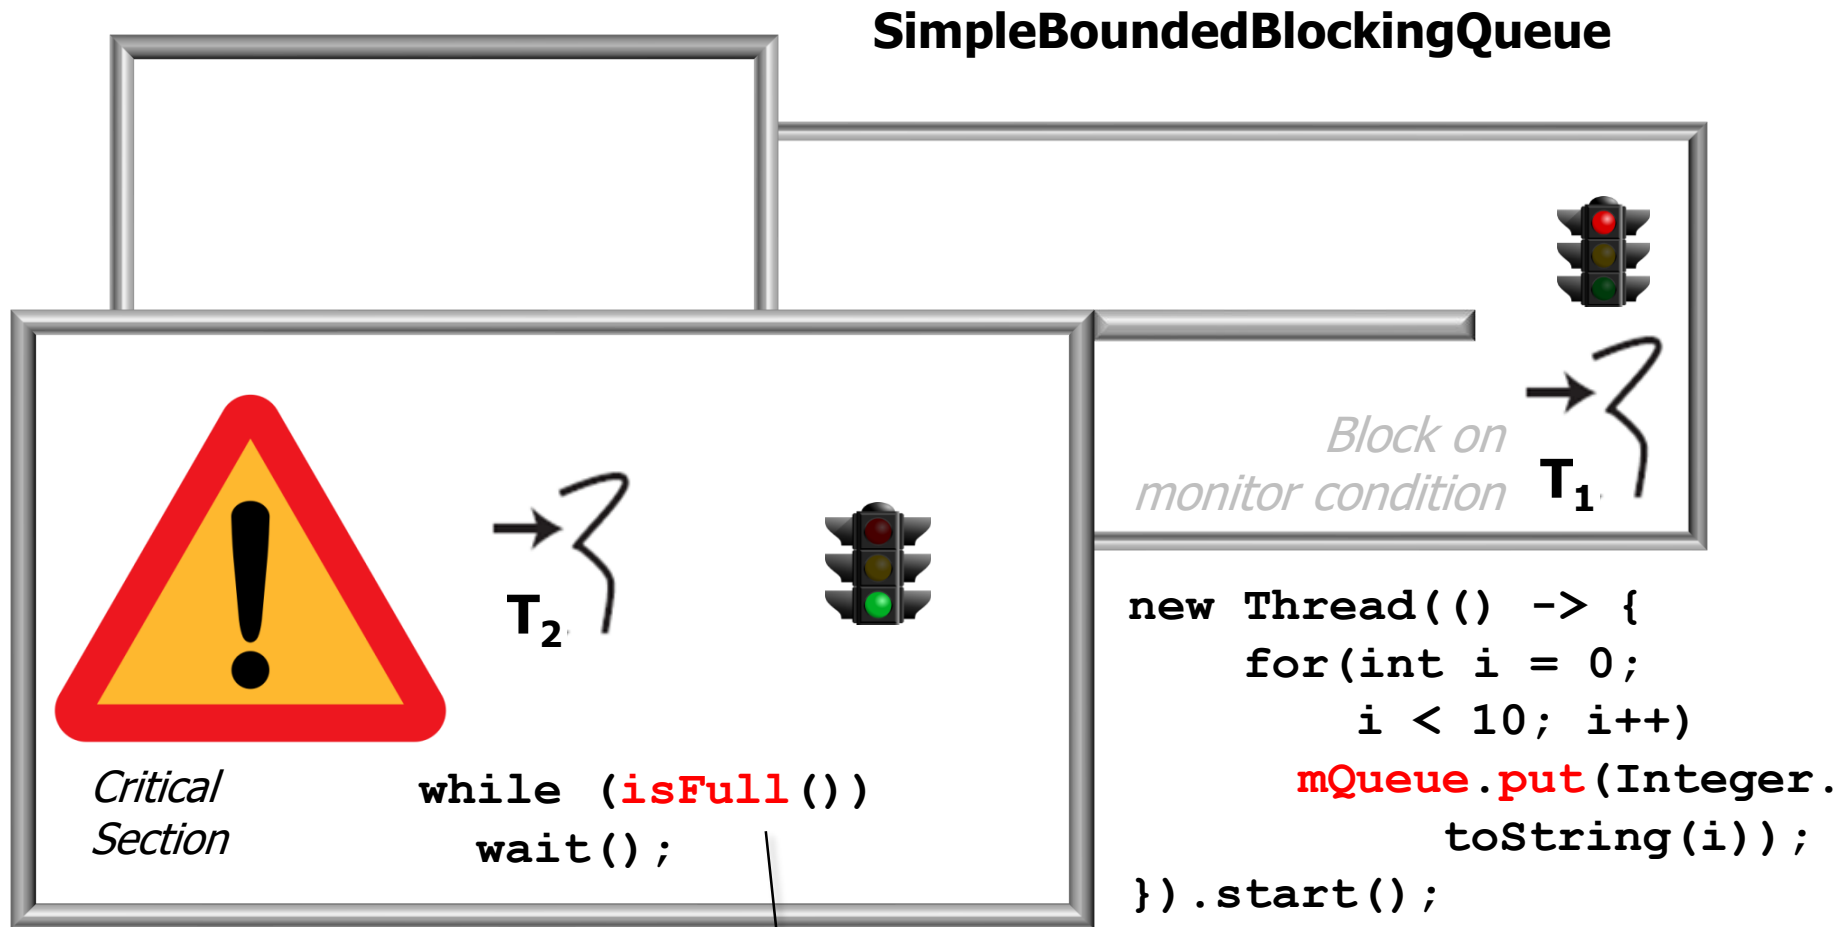 SimpleBoundedBlockingQueue
Block on
monitor condition
T1
T2
Critical
Section
while (isFull())
wait();
new Thread(() -> {
for(int i = 0;
i < 10; i++)
mQueue.put(Integer.
toString(i));
}).start();